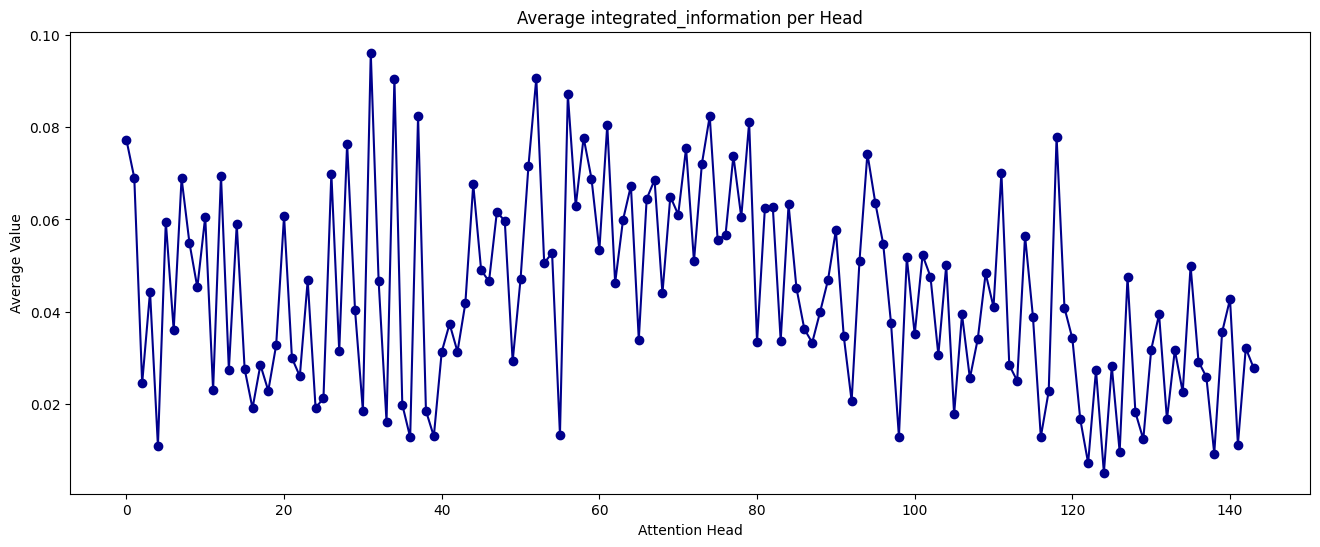 Average integrated_information per Head
Average Value
0.10
0.08
0.06
0.04
0.02
0 20 40 60 80 100 120 140
Attention Head